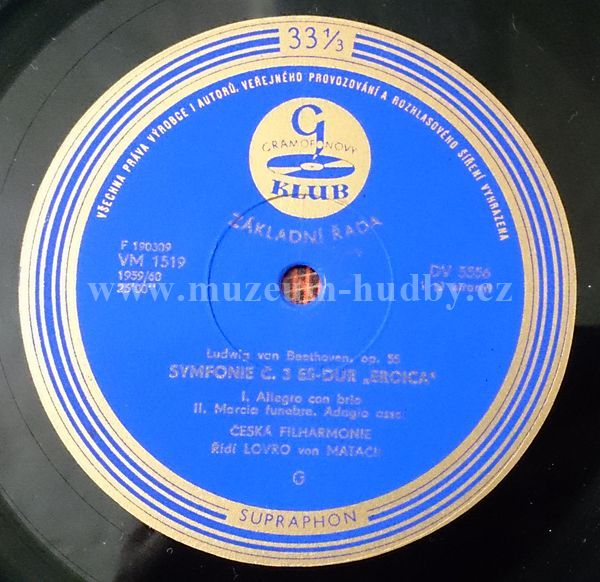 33⅓
VŠECHNA PRÁVA VÝROBCE I AUTORŮ, VEŘEJNÉHO PROVOZOVÁNÍ A ROZHLASOVÉHO ŠÍŘENÍ VYHRAZENA
G
GRAMOFONOVÝ
KLUB
ZÁKLADNÍ ŘADA
F 190309
VM 1519
1959/60
25'00"
DV 5556
www.muzeum-hudby.cz
Ludwig van Beethoven, op. 55
SYMFONIE Č. 3 ES-DUR „EROICA"
I. Allegro con brio
II. Marcia funebre. Adagio assai
ČESKÁ FILHARMONIE
Řídí LOVRO von MATAČIĆ
G
SUPRAPHON